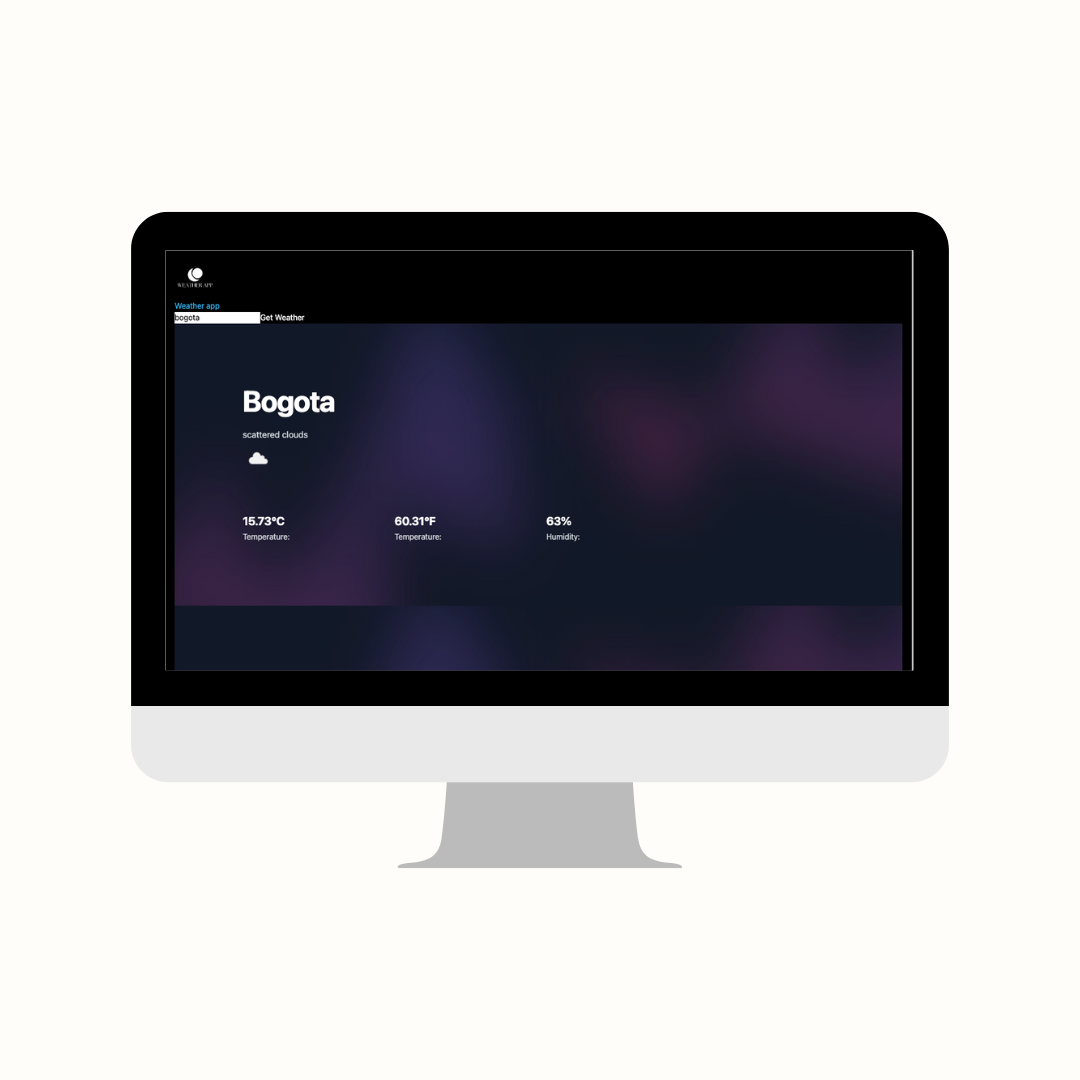 WEATHER APP
Weather app
bogota Get Weather
Bogota
scattered clouds
15.73°C 60.31°F 63%
Temperature: Temperature: Humidity: